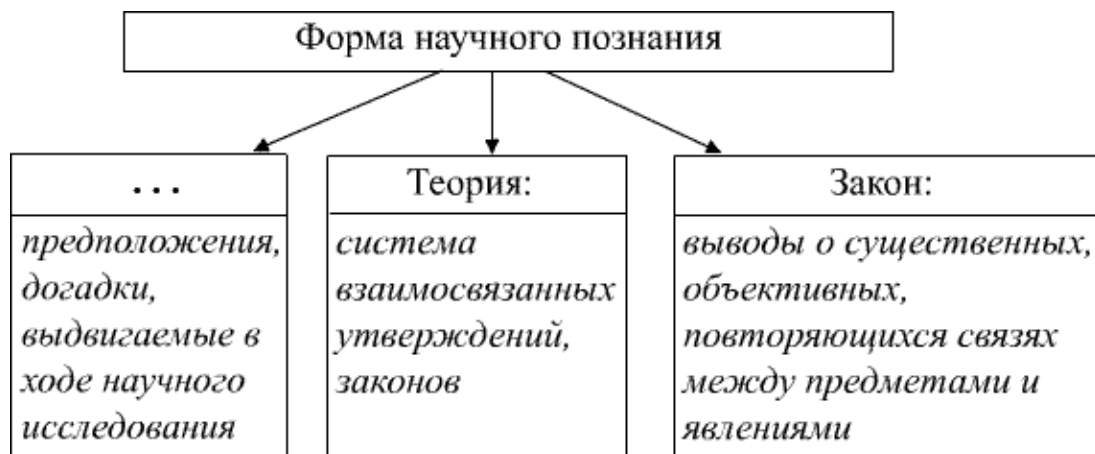 Форма научного познания
...
предположения,
догадки,
выдвигаемые в
ходе научного
исследования
Теория:
система
взаимосвязанных
утверждений,
законов
Закон:
выводы о существенных,
объективных,
повторяющихся связях
между предметами и
явлениями